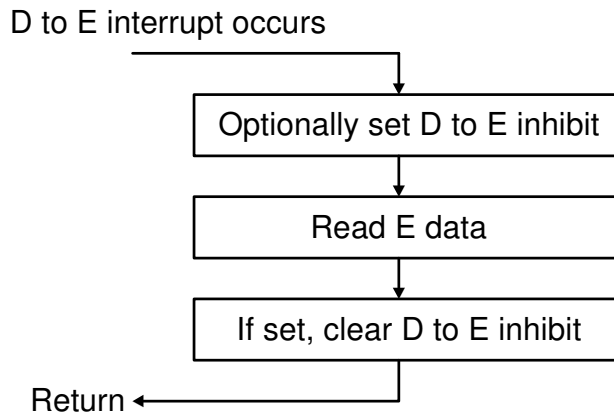 D to E interrupt occurs
Optionally set D to E inhibit
Read E data
If set, clear D to E inhibit
Return